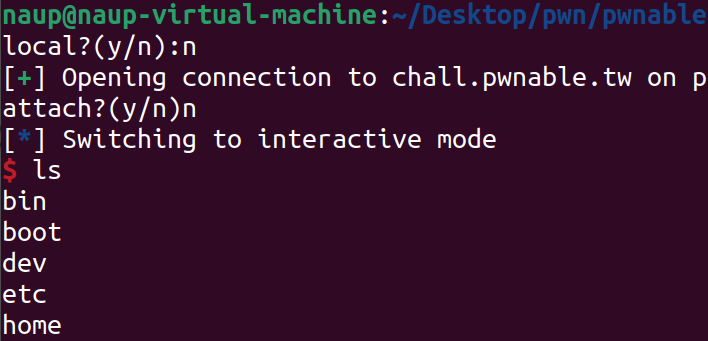 naup@naup-virtual-machine:~/Desktop/pwn/pwnable
local?(y/n):n
[+] Opening connection to chall.pwnable.tw on p
attach?(y/n)n
[*] Switching to interactive mode
$ ls
bin
boot
dev
etc
home